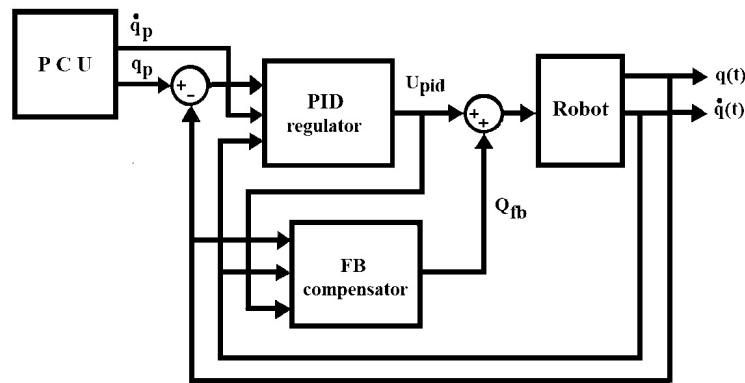 P C U
q̇p
qp
+
-
PID
regulator
Upid
+
+
Robot
q(t)
q̇(t)
Qfb
FB
compensator